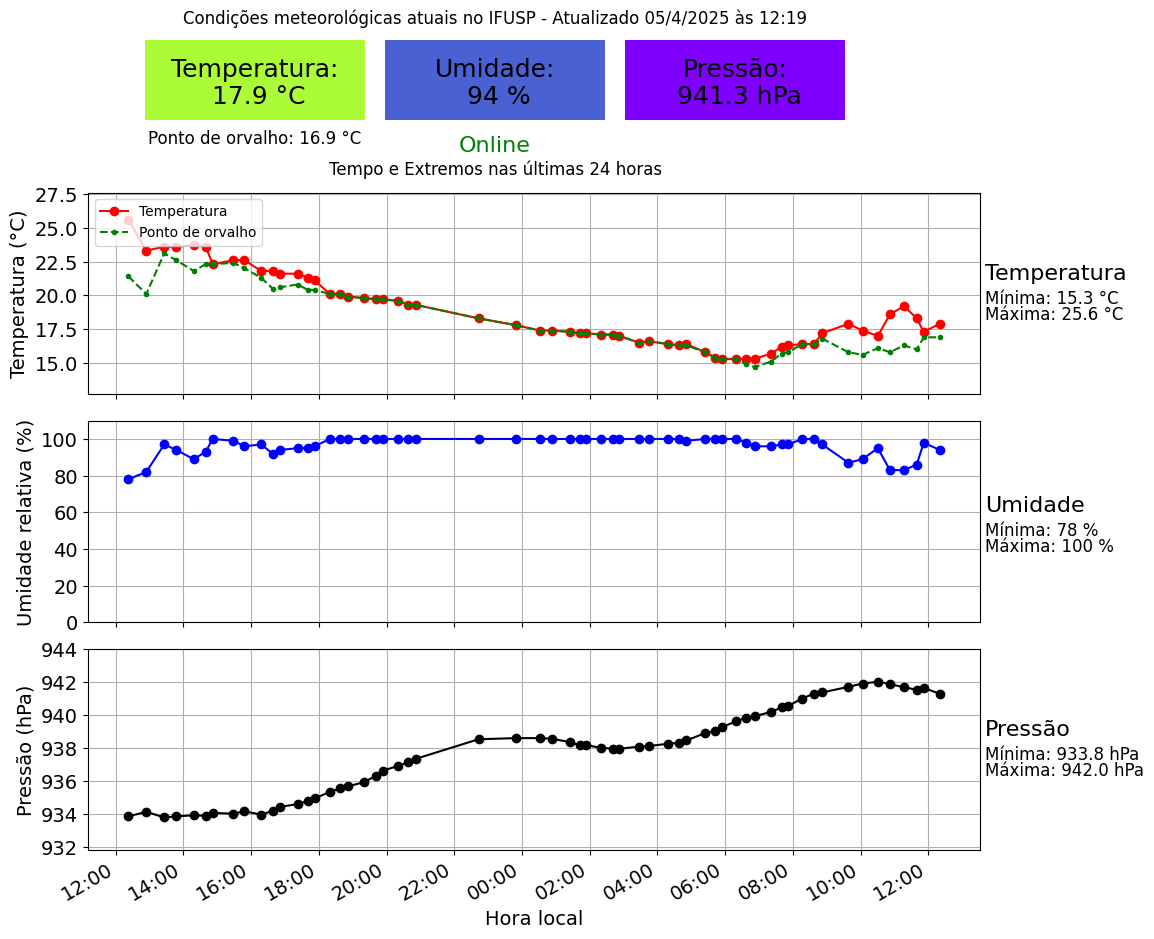 Condições meteorológicas atuais no IFUSP - Atualizado 05/4/2025 às 12:19
Temperatura:
17.9 °C
Umidade:
94 %
Pressão:
941.3 hPa
Ponto de orvalho: 16.9 °C
Online
Tempo e Extremos nas últimas 24 horas
Temperatura (°C)
27.5
25.0
22.5
20.0
17.5
15.0
Temperatura
Ponto de orvalho
Temperatura
Mínima: 15.3 °C
Máxima: 25.6 °C
Umidade relativa (%)
100
80
60
40
20
0
Umidade
Mínima: 78 %
Máxima: 100 %
Pressão (hPa)
944
942
940
938
936
934
932
Pressão
Mínima: 933.8 hPa
Máxima: 942.0 hPa
12:00
14:00
16:00
18:00
20:00
22:00
00:00
02:00
04:00
06:00
08:00
10:00
12:00
Hora local